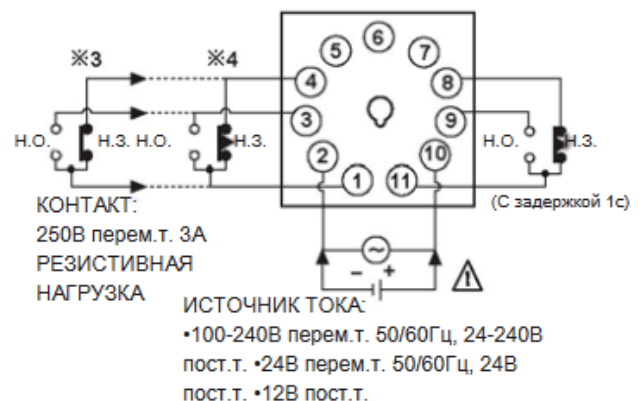 ※3
※4
6
5
7
4
8
3
9
2
10
1
11
Н.О.
Н.З.
Н.О.
Н.З.
Н.О.
Н.З.
(С задержкой 1с)
КОНТАКТ:
250В перем.т. 3А
РЕЗИСТИВНАЯ
НАГРУЗКА
− +
ИСТОЧНИК ТОКА:
•100-240В перем.т. 50/60Гц, 24-240В
пост.т. •24В перем.т. 50/60Гц, 24В
пост.т. •12В пост.т.